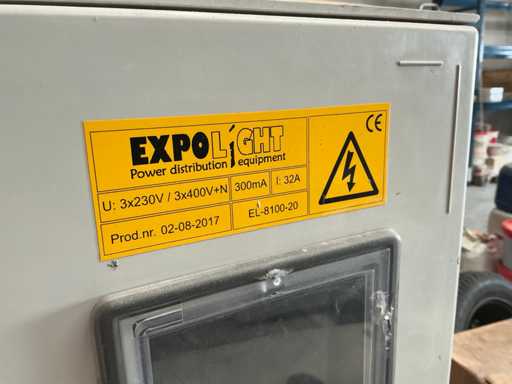 EXPOLIGHT
Power distribution equipment
U: 3x230V / 3x400V+N 300mA I: 32A
Prod.nr. 02-08-2017 EL-8100-20
CE